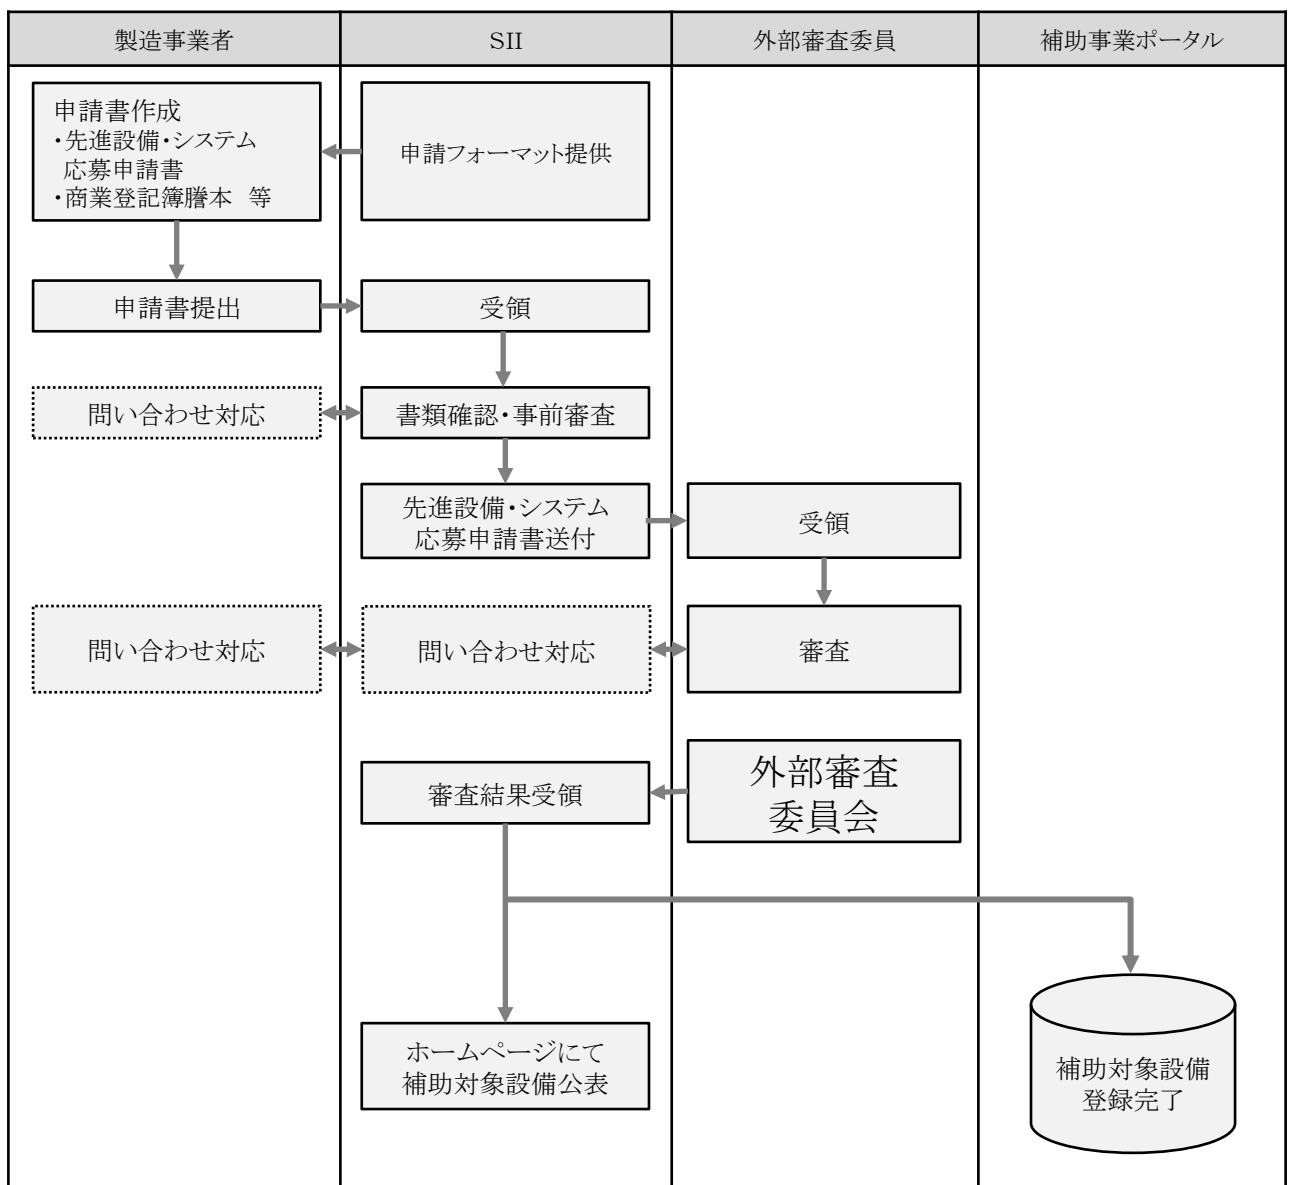 製造事業者
SII
外部審査委員
補助事業ポータル
申請書作成
・先進設備・システム
応募申請書
・商業登記簿謄本 等
申請フォーマット提供
申請書提出
受領
問い合わせ対応
書類確認・事前審査
先進設備・システム
応募申請書送付
受領
問い合わせ対応
問い合わせ対応
審査
審査結果受領
外部審査
委員会
ホームページにて
補助対象設備公表
補助対象設備
登録完了